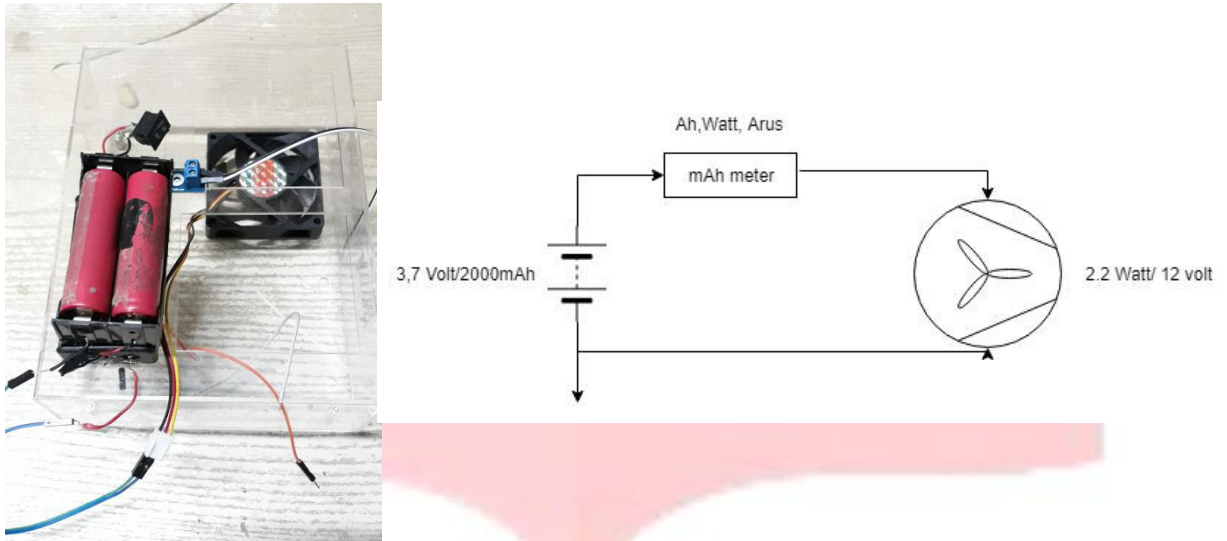 Ah,Watt, Arus
mAh meter
3,7 Volt/2000mAh
2.2 Watt/ 12 volt